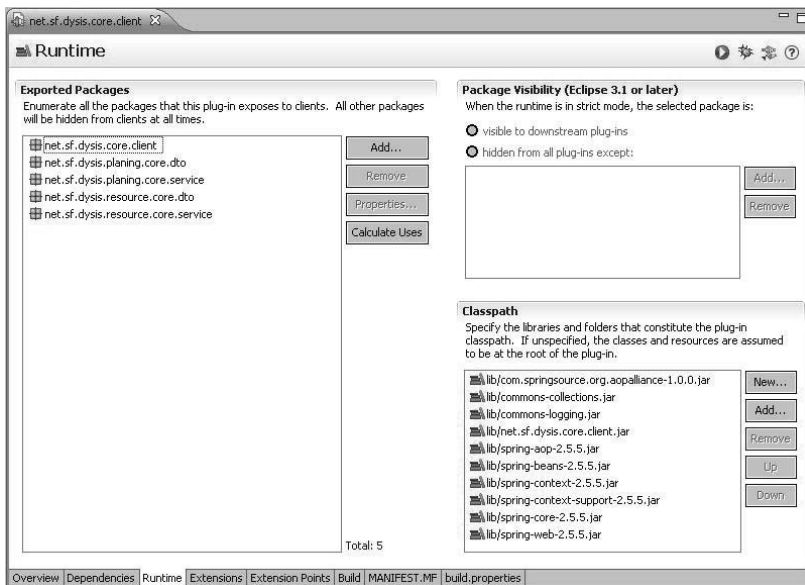 net.sf.dysis.core.client
Runtime
Exported Packages
Enumerate all the packages that this plug-in exposes to clients. All other packages
will be hidden from clients at all times.
net.sf.dysis.core.client
net.sf.dysis.planing.core.dto
net.sf.dysis.planing.core.service
net.sf.dysis.resource.core.dto
net.sf.dysis.resource.core.service
Add...
Remove
Properties...
Calculate Uses
Total: 5
Package Visibility (Eclipse 3.1 or later)
When the runtime is in strict mode, the selected package is:
visible to downstream plug-ins
hidden from all plug-ins except:
Add...
Remove
Classpath
Specify the libraries and folders that constitute the plug-in
classpath. If unspecified, the classes and resources are assumed
to be at the root of the plug-in.
lib/com.springsource.org.aopalliance-1.0.0.jar
lib/commons-collections.jar
lib/commons-logging.jar
lib/net.sf.dysis.core.client.jar
lib/spring-aop-2.5.5.jar
lib/spring-beans-2.5.5.jar
lib/spring-context-2.5.5.jar
lib/spring-context-support-2.5.5.jar
lib/spring-core-2.5.5.jar
lib/spring-web-2.5.5.jar
New...
Add...
Remove
Up
Down
Overview Dependencies Runtime Extensions Extension Points Build MANIFEST.MF build.properties